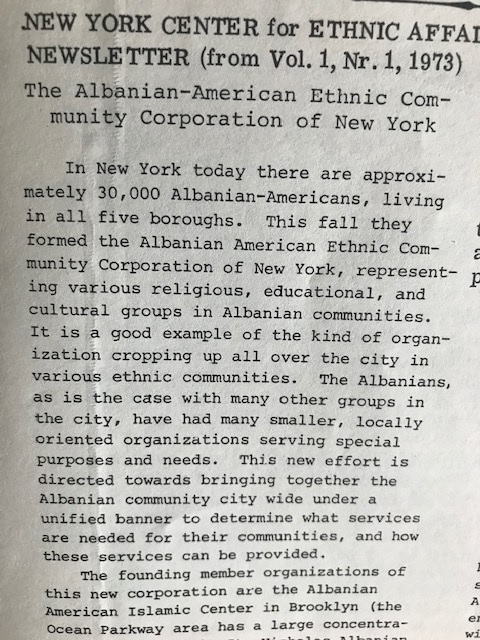 NEW YORK CENTER for ETHNIC AFFAI
NEWSLETTER (from Vol. 1, Nr. 1, 1973)
The Albanian-American Ethnic Com-
munity Corporation of New York
In New York today there are approxi-
mately 30,000 Albanian-Americans, living
in all five boroughs. This fall they
formed the Albanian American Ethnic Com-
munity Corporation of New York, represent-
ing various religious, educational, and
cultural groups in Albanian communities.
It is a good example of the kind of organ-
ization cropping up all over the city in
various ethnic communities. The Albanians,
as is the case with many other groups in
the city, have had many smaller, locally
oriented organizations serving special
purposes and needs. This new effort is
directed towards bringing together the
Albanian community city wide under a
unified banner to determine what services
are needed for their communities, and how
these services can be provided.
The founding member organizations of
this new corporation are the Albanian
American Islamic Center in Brooklyn (the
Ocean Parkway area has a large concentra-